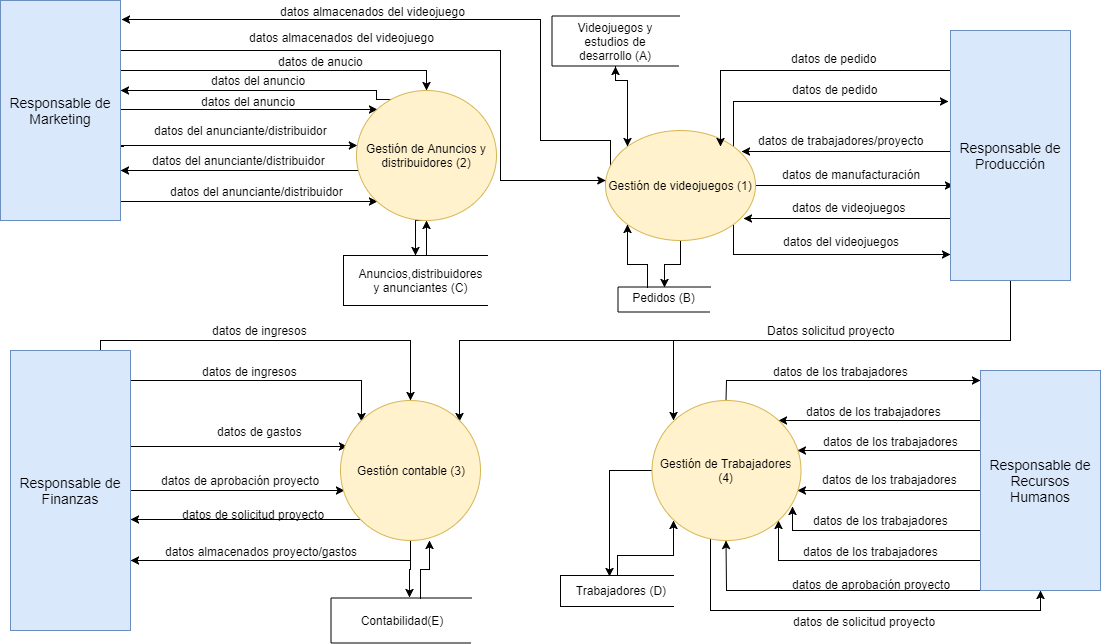 datos almacenados del videojuego
datos almacenados del videojuego
datos de anucio
datos del anuncio
datos del anuncio
datos del anunciante/distribuidor
datos del anunciante/distribuidor
datos del anunciante/distribuidor
Responsable de
Marketing
Gestión de Anuncios y
distribuidores (2)
Anuncios,distribuidores
y anunciantes (C)
Videojuegos y
estudios de
desarrollo (A)
Gestión de videojuegos (1)
Pedidos (B)
datos de pedido
datos de pedido
datos de trabajadores/proyecto
datos de manufacturación
datos de videojuegos
datos del videojuegos
Responsable de
Producción
Datos solicitud proyecto
datos de ingresos
datos de ingresos
datos de gastos
datos de aprobación proyecto
datos de solicitud proyecto
datos almacenados proyecto/gastos
Responsable de
Finanzas
Gestión contable (3)
Contabilidad(E)
Gestión de Trabajadores
(4)
Trabajadores (D)
datos de los trabajadores
datos de los trabajadores
datos de los trabajadores
datos de los trabajadores
datos de los trabajadores
datos de los trabajadores
datos de aprobación proyecto
datos de solicitud proyecto
Responsable de
Recursos
Humanos